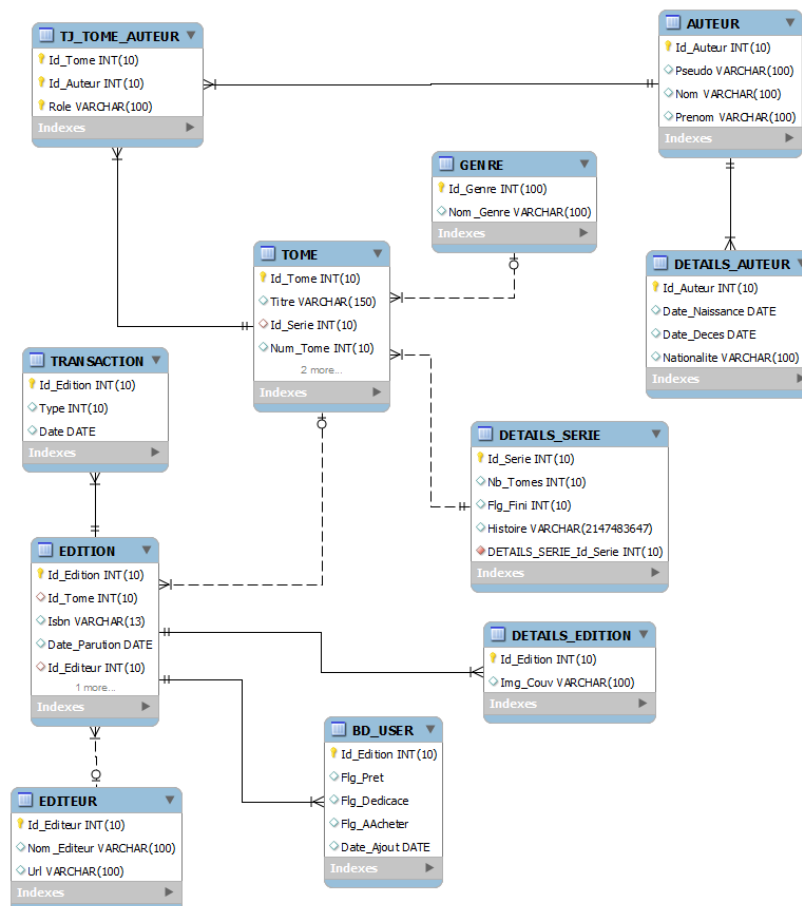 TJ_TOME_AUTEUR
Id_Tome INT(10)
Id_Auteur INT(10)
Role VARCHAR(100)
Indexes
AUTEUR
Id_Auteur INT(10)
Pseudo VARCHAR(100)
Nom VARCHAR(100)
Prenom VARCHAR(100)
Indexes
GENRE
Id_Genre INT(100)
Nom_Genre VARCHAR(100)
Indexes
TOME
Id_Tome INT(10)
Titre VARCHAR(150)
Id_Serie INT(10)
Num_Tome INT(10)
2 more...
Indexes
DETAILS_AUTEUR
Id_Auteur INT(10)
Date_Naissance DATE
Date_Deces DATE
Nationalite VARCHAR(100)
Indexes
TRANSACTION
Id_Edition INT(10)
Type INT(10)
Date DATE
Indexes
DETAILS_SERIE
Id_Serie INT(10)
Nb_Tomes INT(10)
Flg_Fini INT(10)
Histoire VARCHAR(2147483647)
DETAILS_SERIE_Id_Serie INT(10)
Indexes
EDITION
Id_Edition INT(10)
Id_Tome INT(10)
Isbn VARCHAR(13)
Date_Parution DATE
Id_Editeur INT(10)
1 more...
Indexes
DETAILS_EDITION
Id_Edition INT(10)
Img_Couv VARCHAR(100)
Indexes
BD_USER
Id_Edition INT(10)
Flg_Pret
Flg_Dedicace
Flg_AAcheter
Date_Ajout DATE
Indexes
EDITEUR
Id_Editeur INT(10)
Nom_Editeur VARCHAR(100)
Url VARCHAR(100)
Indexes